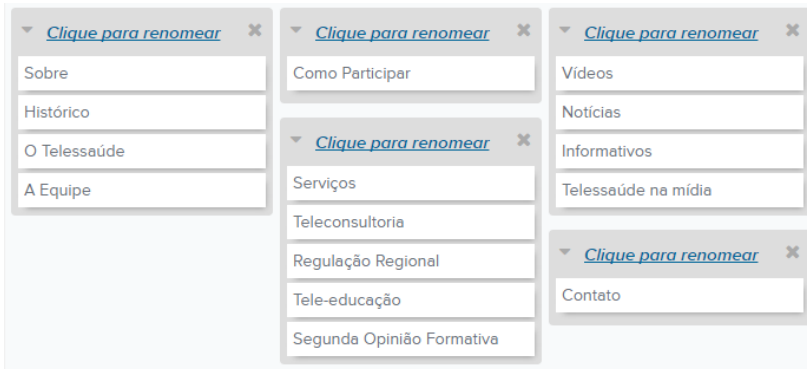 Clique para renomear
Sobre
Histórico
O Telessaúde
A Equipe
Clique para renomear
Como Participar
Clique para renomear
Serviços
Teleconsultoria
Regulação Regional
Tele-educação
Segunda Opinião Formativa
Clique para renomear
Vídeos
Notícias
Informativos
Telessaúde na mídia
Clique para renomear
Contato